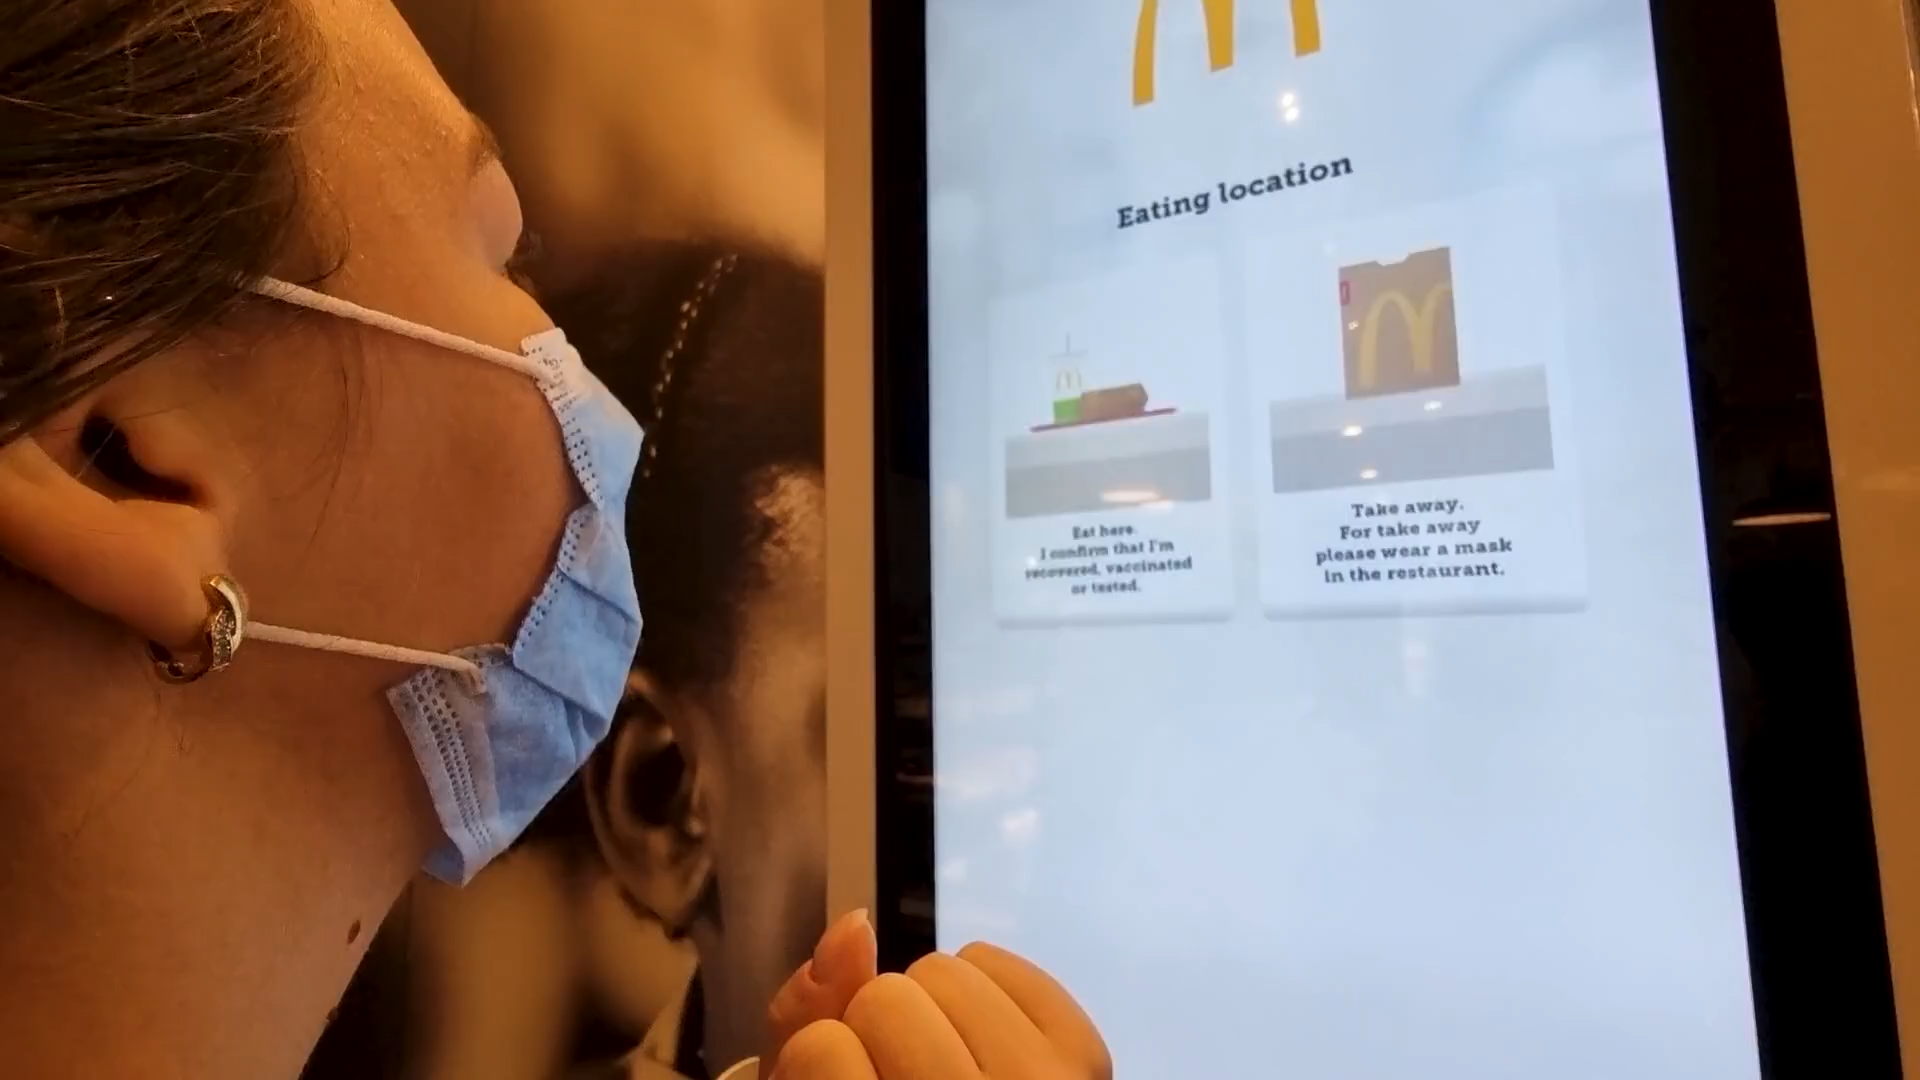 Eating location
Eat here.
I confirm that I'm
recovered, vaccinated
or tested.
Take away.
For take away
please wear a mask
in the restaurant.